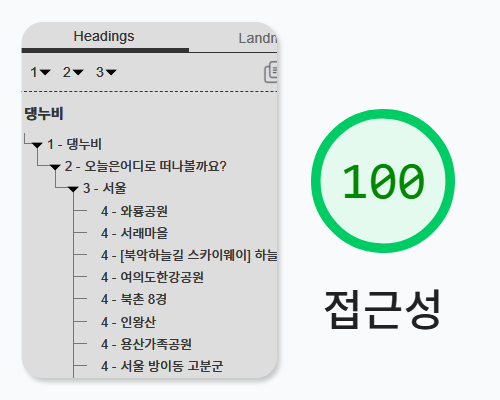 Headings
Landr
1 2 3
댕누비
1 - 댕누비
2 - 오늘은어디로 떠나볼까요?
3 - 서울
4 - 와룡공원
4 - 서래마을
4 - [북악하늘길 스카이웨이] 하늘
4 - 여의도한강공원
4 - 북촌 8경
4 - 인왕산
4 - 용산가족공원
4 - 서울 방이동 고분군
100
접근성